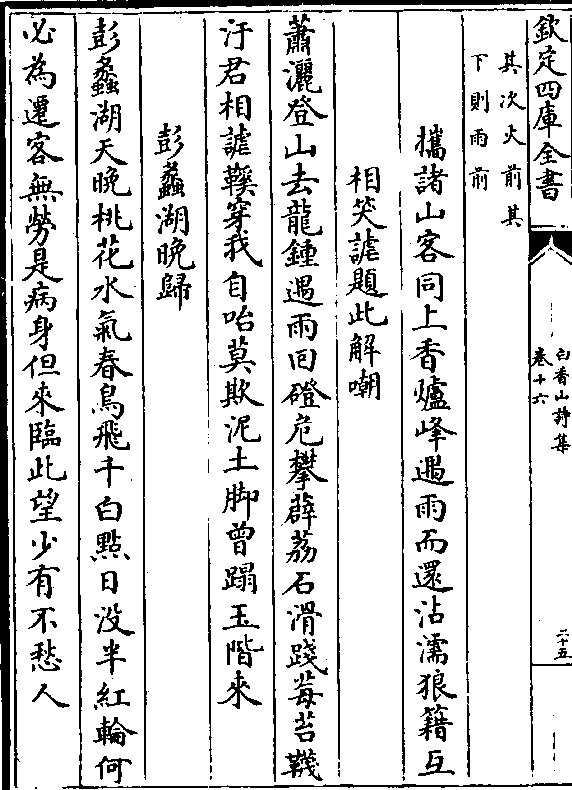 欽定四庫全書
白香山詩集
卷十六
二十五
其次火前其
下則雨前
攜諸山客同上香爐峰遇雨而還沾濡狼籍互
相笑謔題此解嘲
蕭灑登山去龍鍾遇雨回磴危攀薜荔石滑踐莓苔韈
汙君相謔鞵穿我自咍莫欺泥土脚曾蹋玉階來
彭蠡湖晚歸
彭蠡湖天晚桃花水氣春鳥飛千白點日没半紅輪何
必為遷客無勞是病身但來臨此望少有不愁人